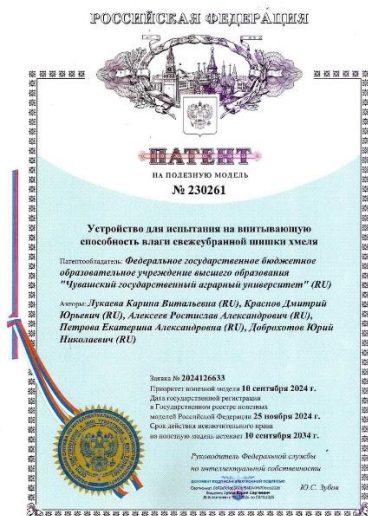 РОССИЙСКАЯ ФЕДЕРАЦИЯ
ПАТЕНТ
НА ПОЛЕЗНУЮ МОДЕЛЬ
№ 230261
Устройство для испытания на впитывающую
способность влаги свежеубранной шишки хмеля
Патентообладатель: Федеральное государственное бюджетное
образовательное учреждение высшего образования
"Чувашский государственный аграрный университет" (RU)
Авторы: Лукаева Карина Витальевна (RU), Краснов Дмитрий
Юрьевич (RU), Алексеев Ростислав Александрович (RU),
Петрова Екатерина Александровна (RU), Доброхотов Юрий
Николаевич (RU)
Заявка № 2024126633
Приоритет полезной модели 10 сентября 2024 г.
Дата государственной регистрации
в Государственном реестре полезных
моделей Российской Федерации 25 ноября 2024 г.
Срок действия исключительного права
на полезную модель истекает 10 сентября 2034 г.
Руководитель Федеральной службы
по интеллектуальной собственности
ДОКУМЕНТ ПОДПИСАН ЭЛЕКТРОННОЙ ПОДПИСЬЮ
Ю.С. Зубов